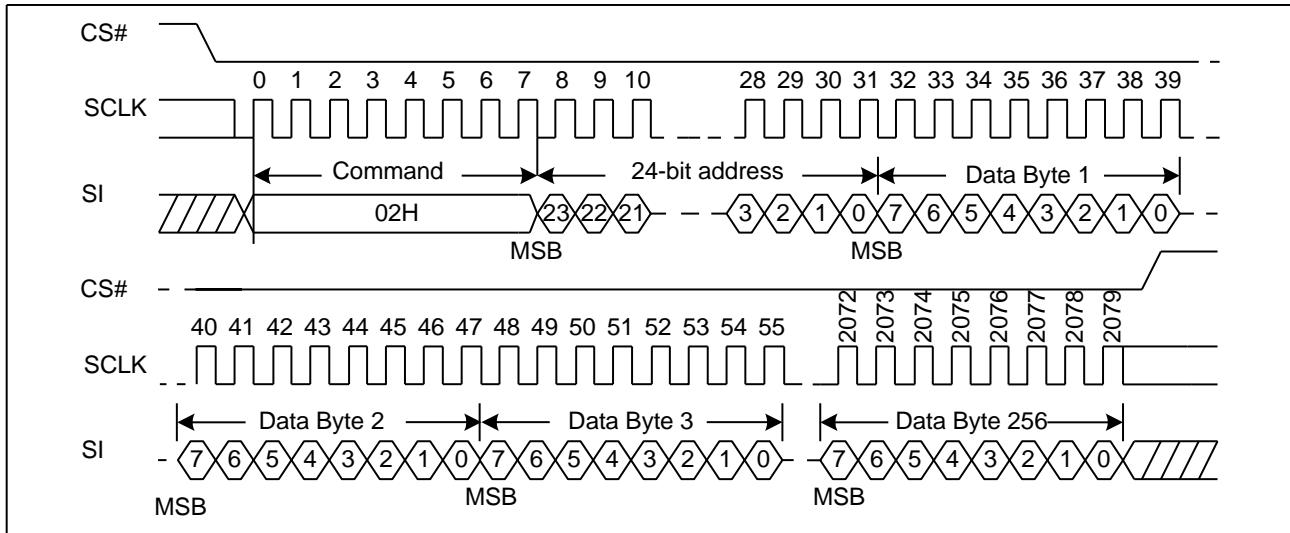 CS#
0 1 2 3 4 5 6 7 8 9 10 28 29 30 31 32 33 34 35 36 37 38 39
SCLK
Command 24-bit address Data Byte 1
SI
02H 23 22 21 3 2 1 0 7 6 5 4 3 2 1 0
MSB MSB
CS#
40 41 42 43 44 45 46 47 48 49 50 51 52 53 54 55 2072 2073 2074 2075 2076 2077 2078 2079
SCLK
Data Byte 2 Data Byte 3 Data Byte 256
SI
7 6 5 4 3 2 1 0 7 6 5 4 3 2 1 0 7 6 5 4 3 2 1 0
MSB MSB MSB